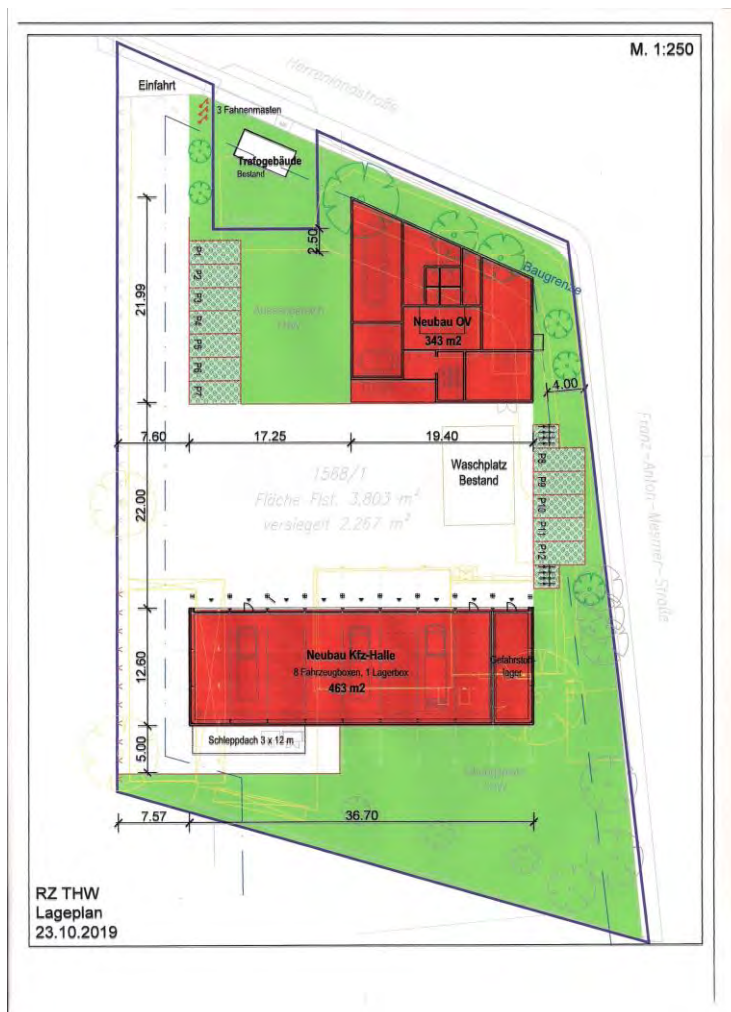 M. 1:250
Herrenlandstraße
Einfahrt
3 Fahnenmasten
Trafogebäude
Bestand
2.50
Baugrenze
P1
P2
P3
P4
P5
P6
P7
21.99
Neubau OV
343 m2
4.00
7.60
17.25
19.40
Franz-Anton-Mesmer-Straße
Waschplatz
Bestand
P8
P9
P10
P11
P12
1568/1
Fläche Flst. 3,803 m²
versiegelt 2.267 m²
22.00
Neubau Kfz-Halle
8 Fahrzeugboxen, 1 Lagerbox
463 m2
Gefahrstoff-
lager
12.60
Schleppdach 3 x 12 m
5.00
THW
7.57
36.70
RZ THW
Lageplan
23.10.2019